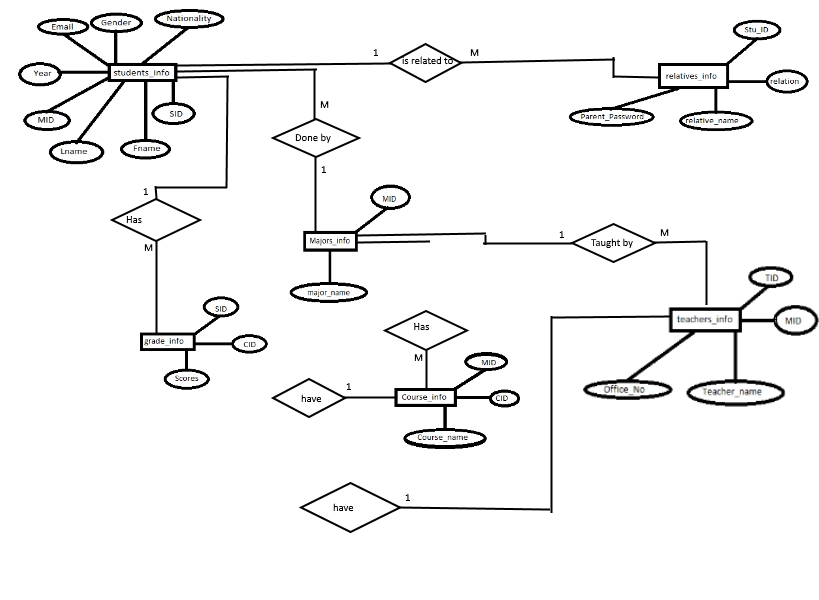 Email
Gender
Nationality
Year
students_info
MID
SID
Lname
Fname
1
is related to
M
Stu_ID
relatives_info
relation
Parent_Password
relative_name
M
Done by
1
1
Has
M
MID
Majors_info
major_name
1
Taught by
M
TID
teachers_info
MID
Office_No
Teacher_name
SID
grade_info
CID
Scores
Has
M
MID
have
1
Course_info
CID
Course_name
have
1